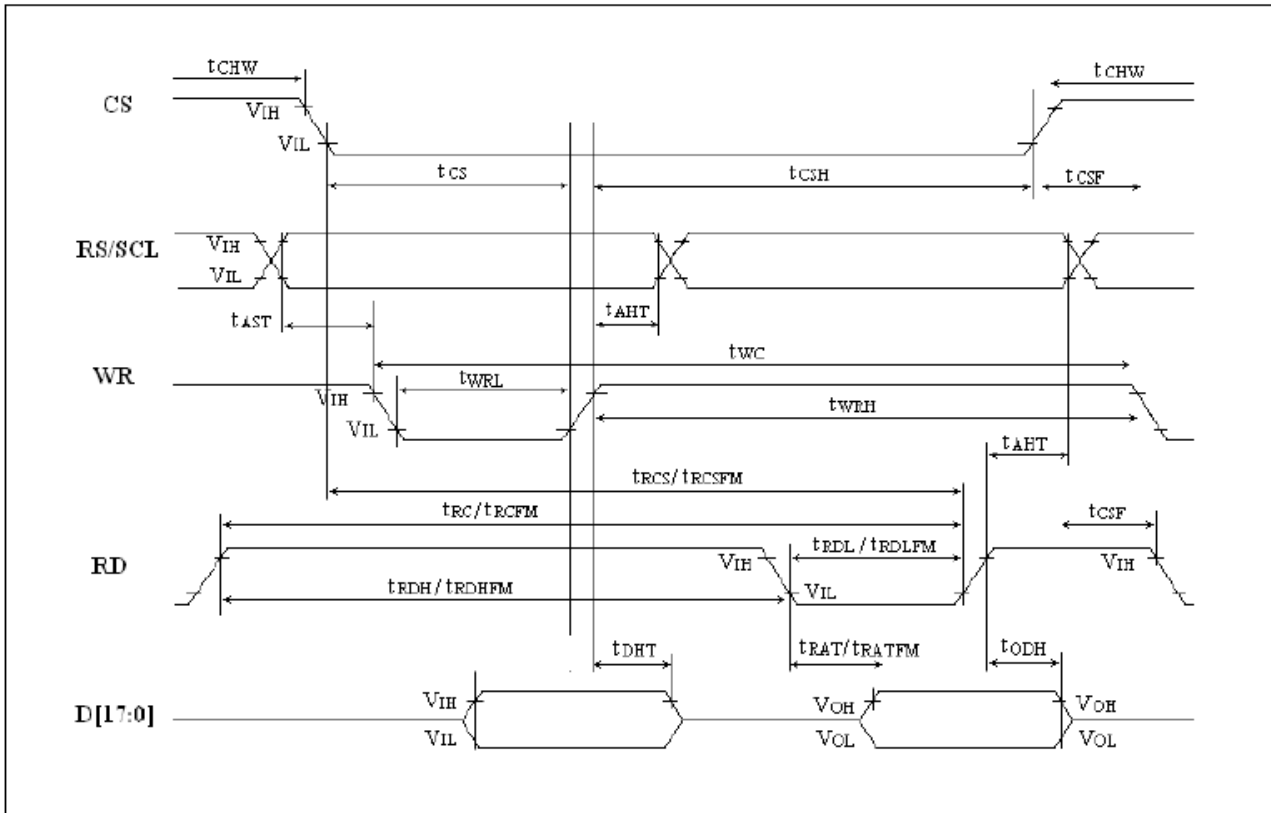 tCHW tCHW
CS VIH
VIL
tCS tCSH tCSF
RS/SCL VIH
VIL
tAST tAHT
tWC
WR tWRL
VIH tWRH
VIL
tAHT
tRCS/tRCSFM
tRC/tRCFM tCSF
tRDL/tRDLFM
RD VIH VIH
tRDH/tRDHFM VIL
tDHT tRAT/tRATFM tODH
VIH VOH VOH
D[17:0]
VIL VOL VOL